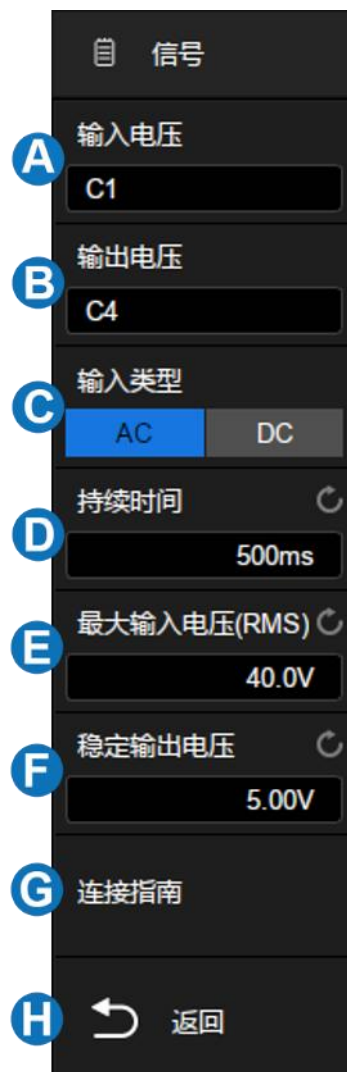 信号
A
输入电压
C1
B
输出电压
C4
C
输入类型
AC DC
D
持续时间
500ms
E
最大输入电压(RMS)
40.0V
F
稳定输出电压
5.00V
G
连接指南
H
返回